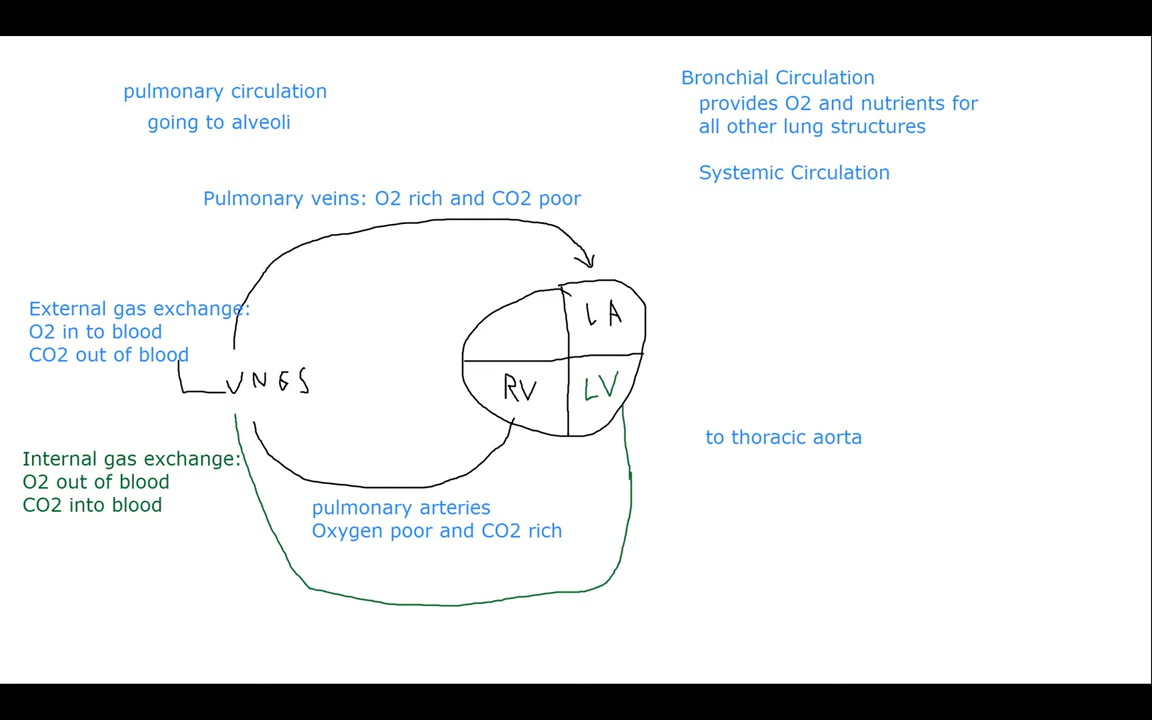 pulmonary circulation
going to alveoli
Bronchial Circulation
provides O2 and nutrients for
all other lung structures
Systemic Circulation
Pulmonary veins: O2 rich and CO2 poor
External gas exchange:
O2 in to blood
CO2 out of blood
LA
VNGS
RV
LV
to thoracic aorta
Internal gas exchange:
O2 out of blood
CO2 into blood
pulmonary arteries
Oxygen poor and CO2 rich